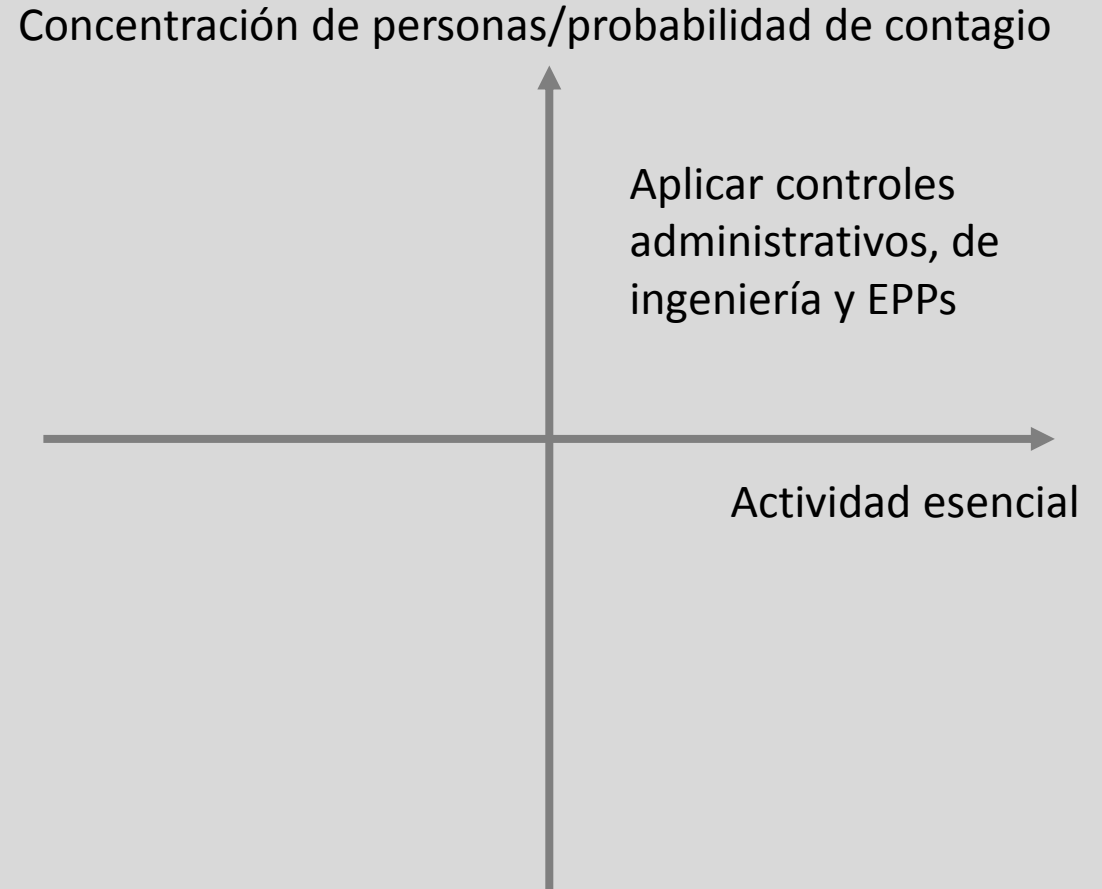 Concentración de personas/probabilidad de contagio
Aplicar controles
administrativos, de
ingeniería y EPPs
Actividad esencial